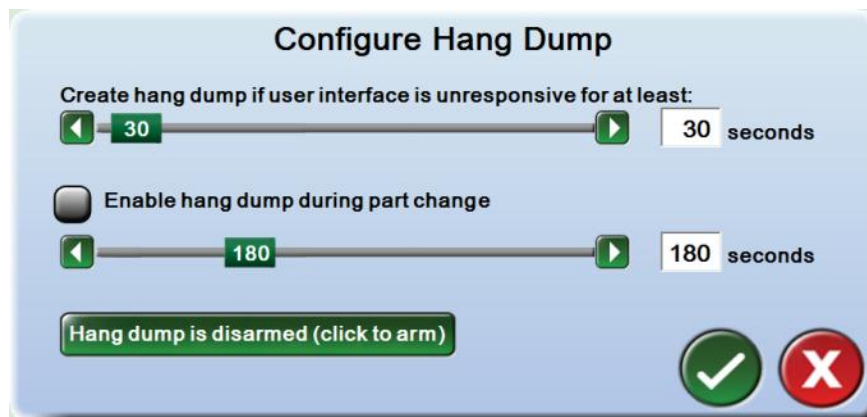 Configure Hang Dump
Create hang dump if user interface is unresponsive for at least:
30 30 seconds
Enable hang dump during part change
180 180 seconds
Hang dump is disarmed (click to arm)